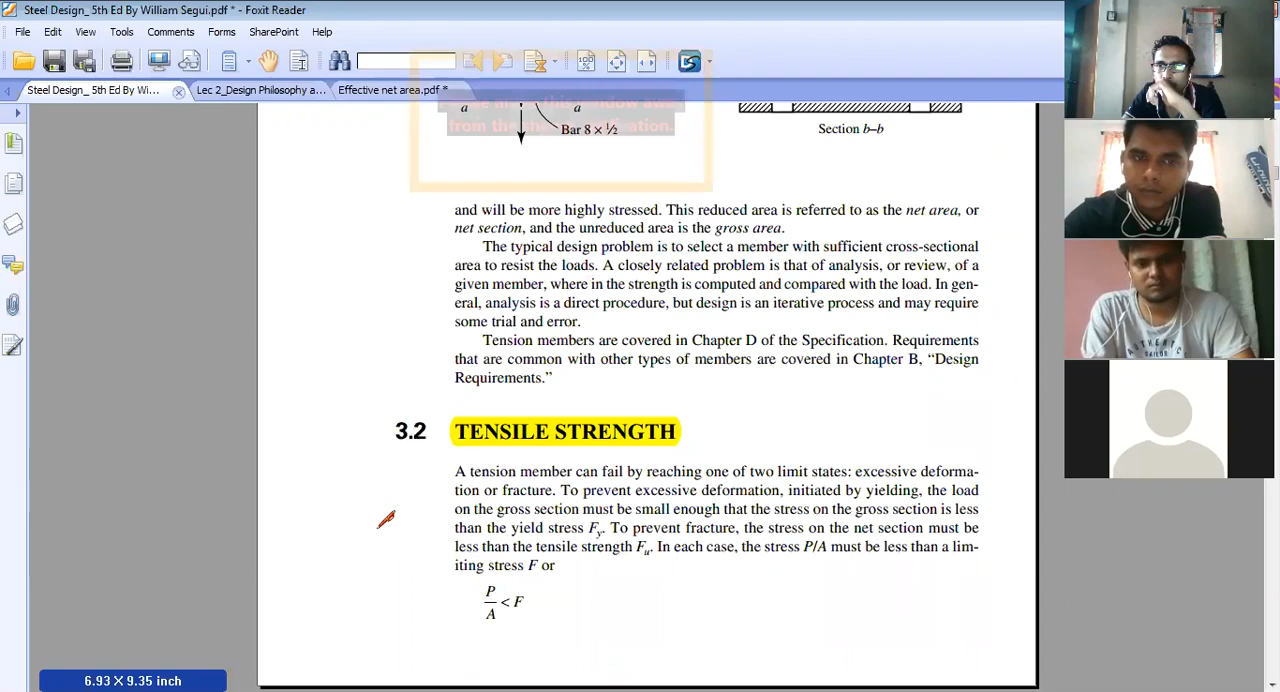 Steel Design_ 5th Ed By William Segui.pdf * - Foxit Reader
File Edit View Tools Comments Forms SharePoint Help
Steel Design_ 5th Ed By Wi... Lec 2_Design Philosophy a... Effective net area.pdf *
a a
from the
Bar 8 × ½
Section b–b
and will be more highly stressed. This reduced area is referred to as the net area, or
net section, and the unreduced area is the gross area.
The typical design problem is to select a member with sufficient cross-sectional
area to resist the loads. A closely related problem is that of analysis, or review, of a
given member, where in the strength is computed and compared with the load. In gen-
eral, analysis is a direct procedure, but design is an iterative process and may require
some trial and error.
Tension members are covered in Chapter D of the Specification. Requirements
that are common with other types of members are covered in Chapter B, “Design
Requirements.”
3.2 TENSILE STRENGTH
A tension member can fail by reaching one of two limit states: excessive deforma-
tion or fracture. To prevent excessive deformation, initiated by yielding, the load
on the gross section must be small enough that the stress on the gross section is less
than the yield stress Fy. To prevent fracture, the stress on the net section must be
less than the tensile strength Fu. In each case, the stress P/A must be less than a lim-
iting stress F or
P
— < F
A
6.93 X 9.35 inch
AUTHENTIC